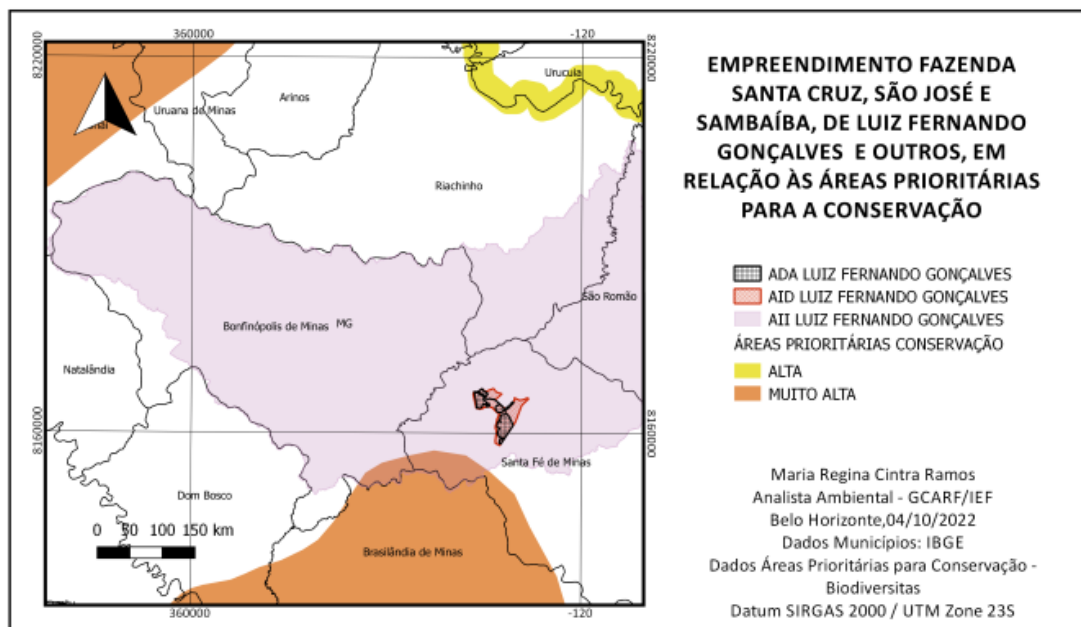 360000
-120
8220000
8220000
Urucuia
Arinos
Uruana de Minas
Riachinho
São Romão
Bonfinópolis de Minas
MG
Natalândia
8160000
8160000
Santa Fé de Minas
Dom Bosco
0 50 100 150 km
Brasilândia de Minas
360000
-120
EMPREENDIMENTO FAZENDA
SANTA CRUZ, SÃO JOSÉ E
SAMBAÍBA, DE LUIZ FERNANDO
GONÇALVES E OUTROS, EM
RELAÇÃO ÀS ÁREAS PRIORITÁRIAS
PARA A CONSERVAÇÃO
ADA LUIZ FERNANDO GONÇALVES
AID LUIZ FERNANDO GONÇALVES
AII LUIZ FERNANDO GONÇALVES
ÁREAS PRIORITÁRIAS CONSERVAÇÃO
ALTA
MUITO ALTA
Maria Regina Cintra Ramos
Analista Ambiental - GCARF/IEF
Belo Horizonte,04/10/2022
Dados Municípios: IBGE
Dados Áreas Prioritárias para Conservação -
Biodiversitas
Datum SIRGAS 2000 / UTM Zone 23S